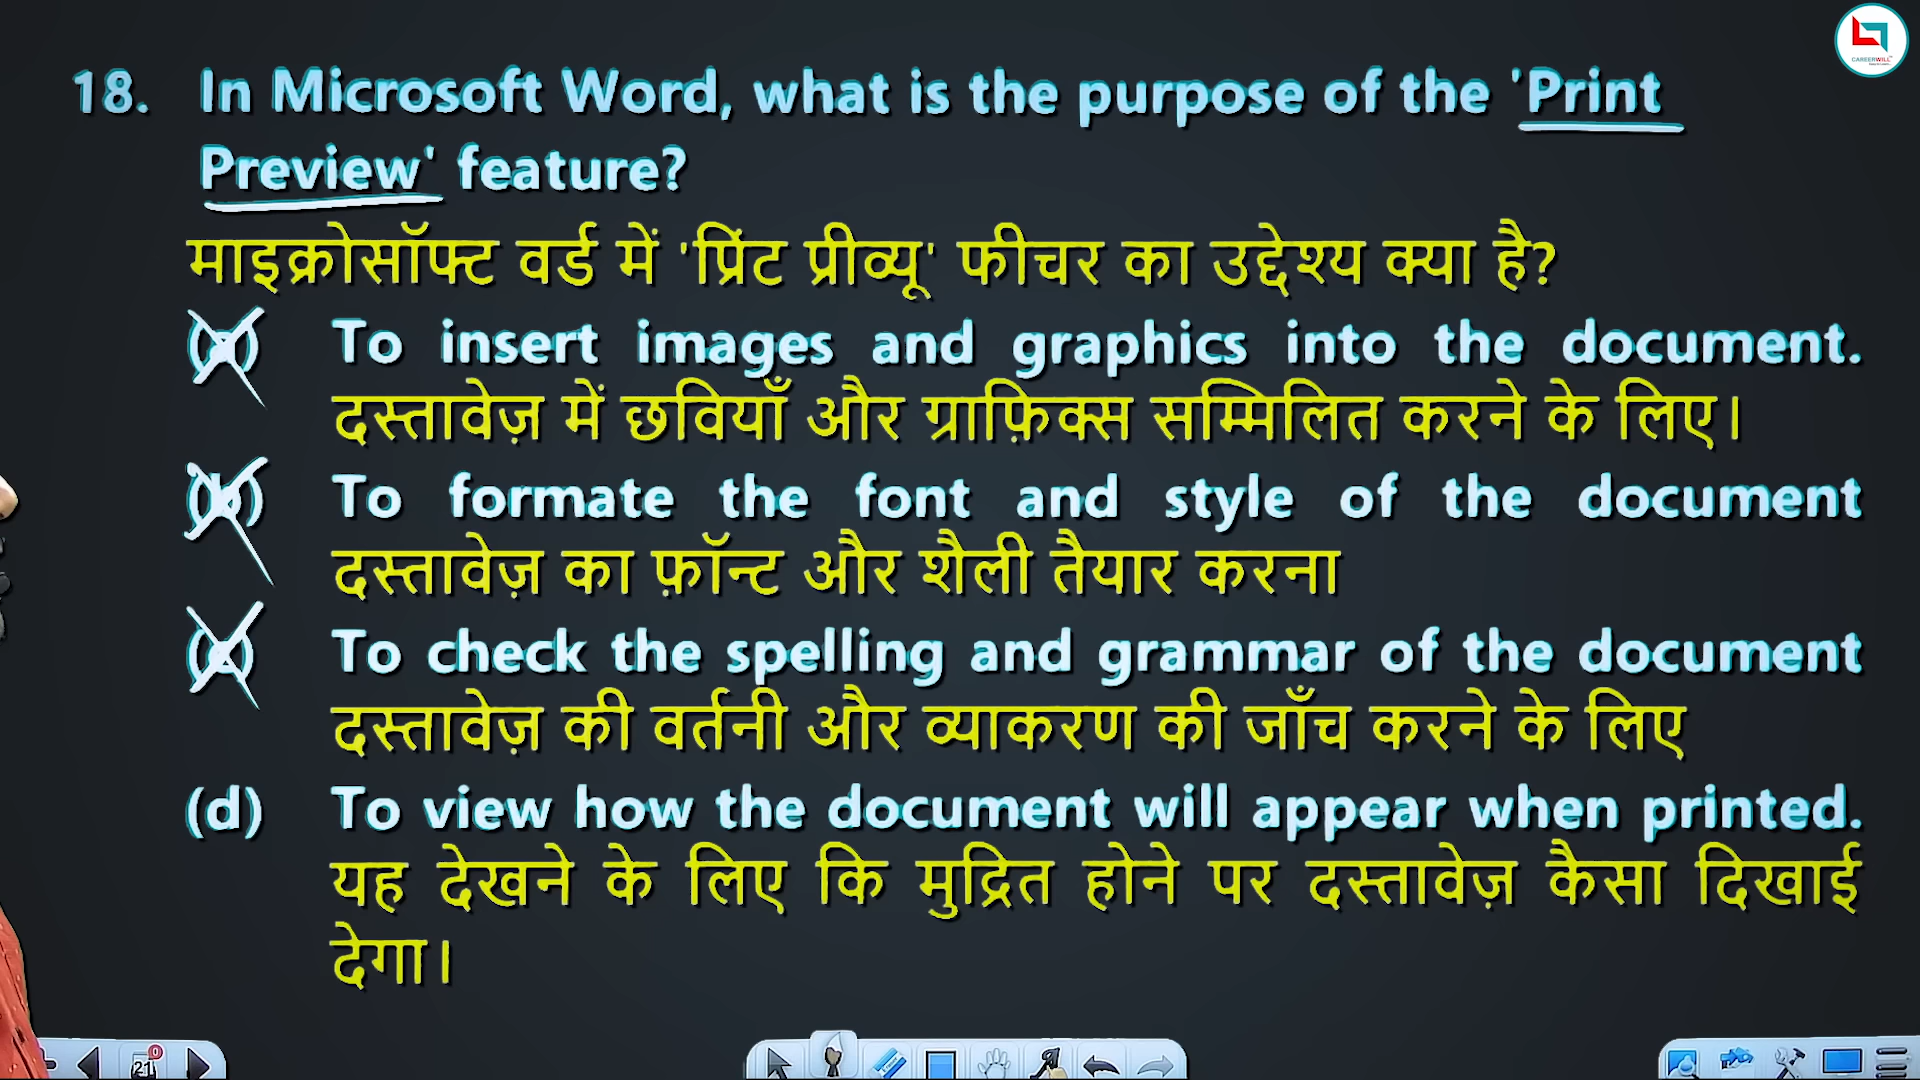 CAREERWILL
18. In Microsoft Word, what is the purpose of the 'Print
Preview' feature?
माइक्रोसॉफ्ट वर्ड में 'प्रिंट प्रीव्यू' फीचर का उद्देश्य क्या है?
To insert images and graphics into the document.
दस्तावेज़ में छवियाँ और ग्राफ़िक्स सम्मिलित करने के लिए।
(b) To formate the font and style of the document
दस्तावेज़ का फ़ॉन्ट और शैली तैयार करना
To check the spelling and grammar of the document
दस्तावेज़ की वर्तनी और व्याकरण की जाँच करने के लिए
(d) To view how the document will appear when printed.
यह देखने के लिए कि मुद्रित होने पर दस्तावेज़ कैसा दिखाई
देगा।
21 0